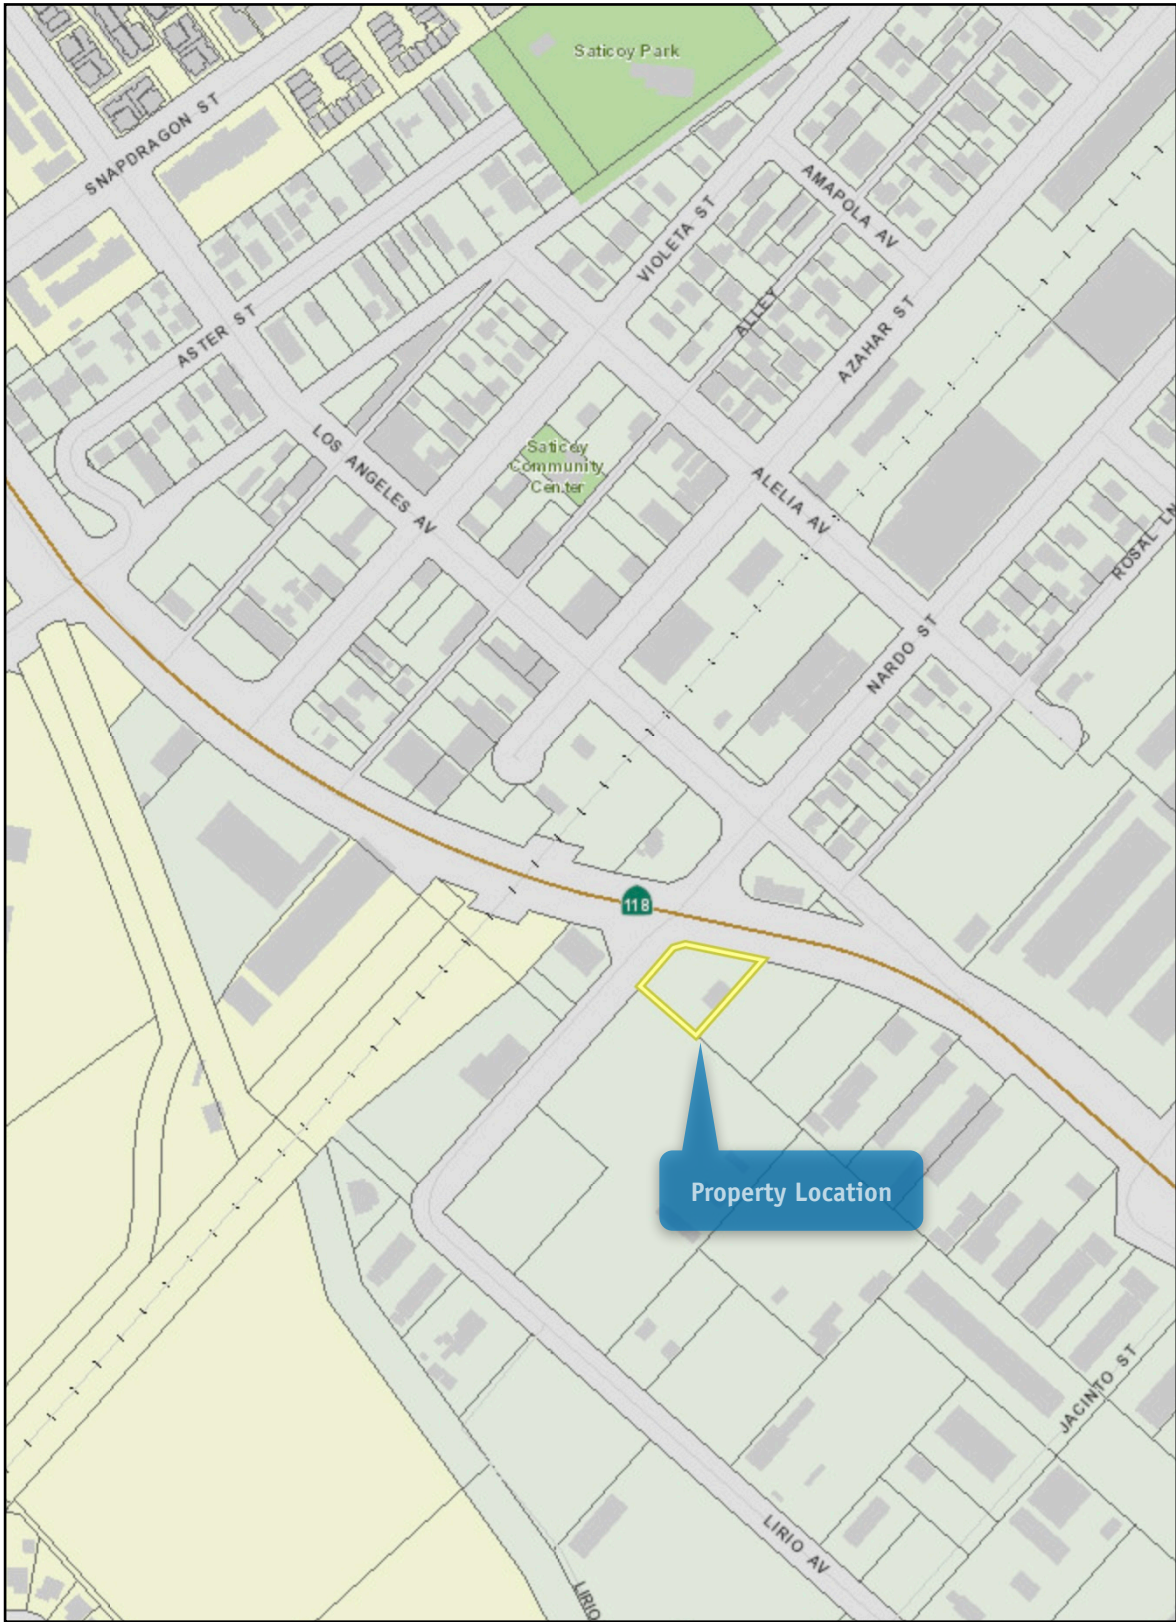 Saticoy Park
SNAPDRAGON ST
AMAPOLA AV
VIOLETA ST
ALLEY
AZAHAR ST
ASTER ST
LOS ANGELES AV
Saticoy
Community
Center
ALELIA AV
ROSAL LN
NARDO ST
118
Property Location
JACINTO ST
LIRIO AV
LIRIO